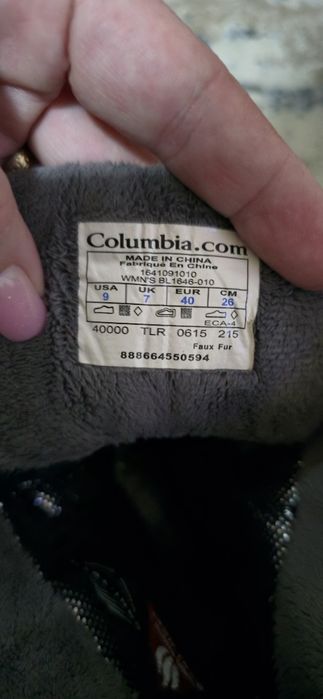 Columbia.com
MADE IN CHINA
Fabriqué En Chine
1641091010
WMN'S BL1646-010
USA UK EUR CM
9 7 40 26
ECA-4
40000 TLR 0615 215
Faux Fur
888664550594